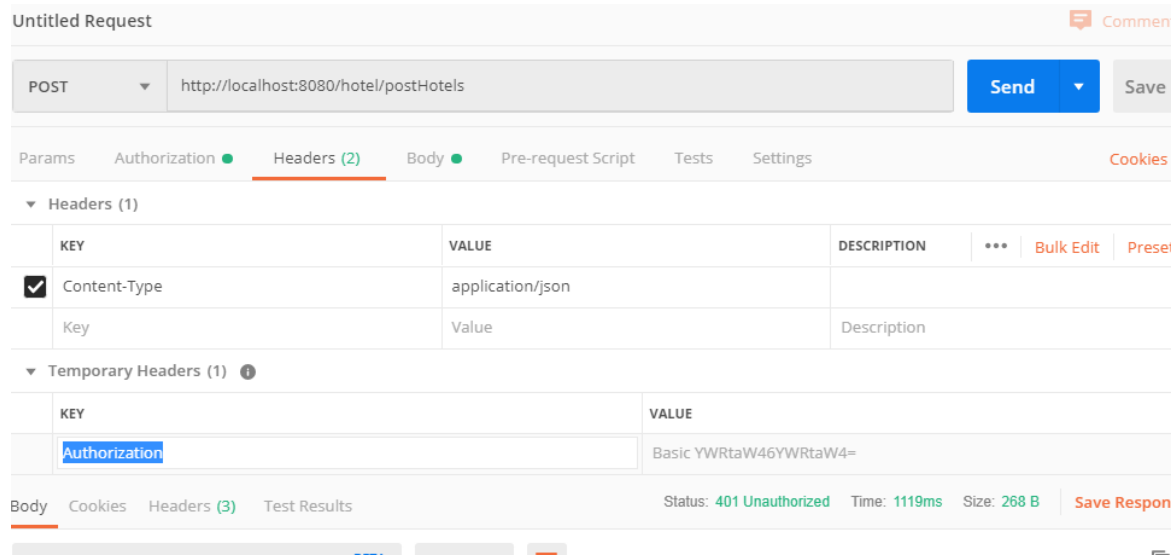 Untitled Request
Commen
POST http://localhost:8080/hotel/postHotels Send Save
Params Authorization Headers (2) Body Pre-request Script Tests Settings Cookies
Headers (1)
KEY VALUE DESCRIPTION ••• Bulk Edit Preset
Content-Type application/json
Key Value Description
Temporary Headers (1)
KEY VALUE
Authorization Basic YWRtaW46YWRtaW4=
Body Cookies Headers (3) Test Results Status: 401 Unauthorized Time: 1119ms Size: 268 B Save Respon